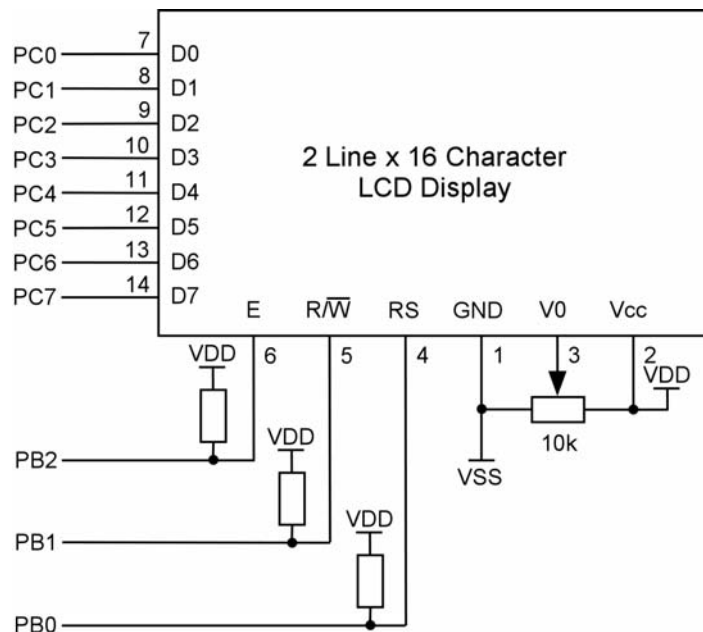 PC0 7 D0
PC1 8 D1
PC2 9 D2
PC3 10 D3
PC4 11 D4
PC5 12 D5
PC6 13 D6
PC7 14 D7
2 Line x 16 Character
LCD Display
E R/W̅ RS GND V0 Vcc
6 5 4 1 3 2
VDD
VDD
10k
VDD
PB2
VSS
VDD
PB1
PB0